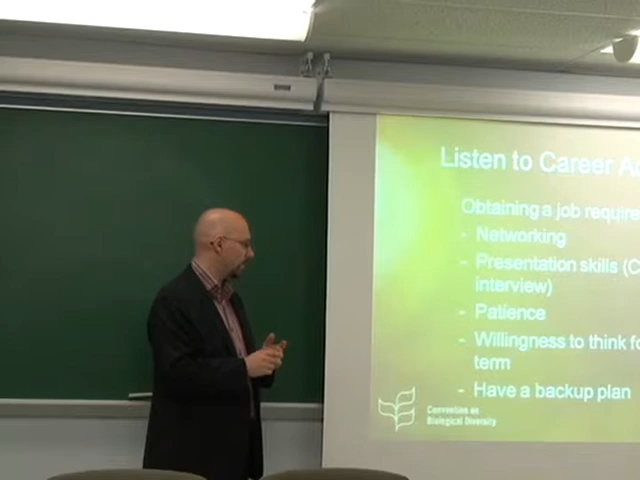 Listen to Career A
Obtaining a job require
- Networking
- Presentation skills (C
interview)
- Patience
- Willingness to think fo
term
- Have a backup plan
Convention on
Biological Diversity